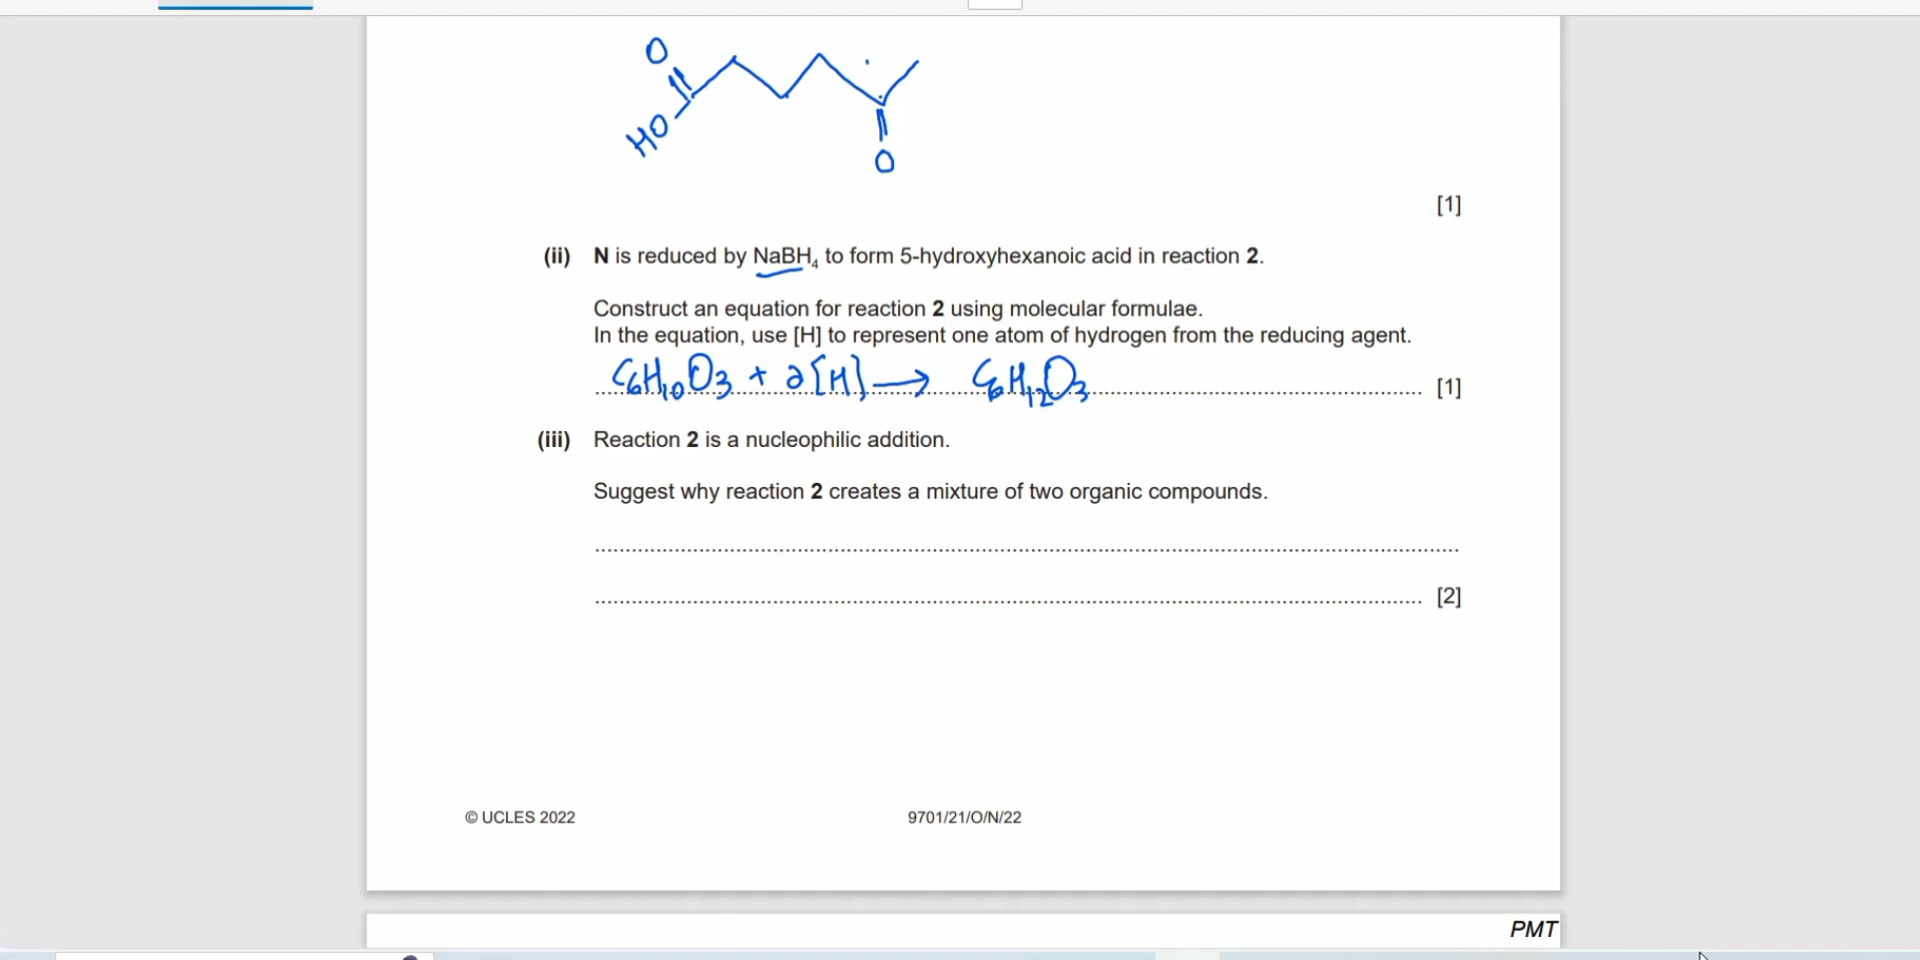 O
HO
O
[1]
(ii) N is reduced by NaBH₄ to form 5-hydroxyhexanoic acid in reaction 2.
Construct an equation for reaction 2 using molecular formulae.
In the equation, use [H] to represent one atom of hydrogen from the reducing agent.
C₆H₁₀O₃ + 2[H] → C₆H₁₂O₃ [1]
(iii) Reaction 2 is a nucleophilic addition.
Suggest why reaction 2 creates a mixture of two organic compounds.
[2]
© UCLES 2022 9701/21/O/N/22
PMT